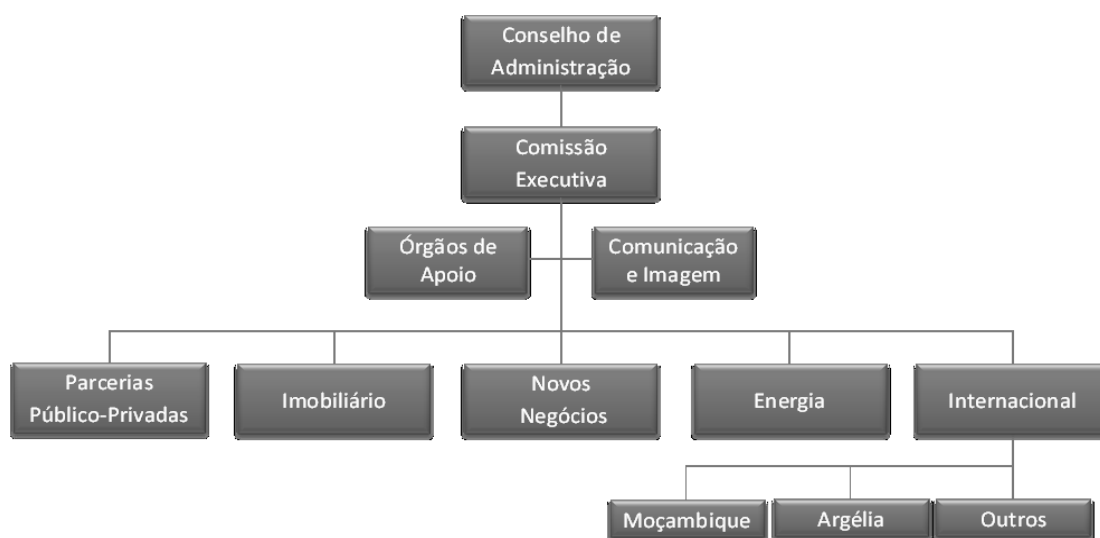 Conselho de
Administração
Comissão
Executiva
Órgãos de
Apoio
Comunicação
e Imagem
Parcerias
Público-Privadas
Imobiliário
Novos
Negócios
Energia
Internacional
Moçambique
Argélia
Outros